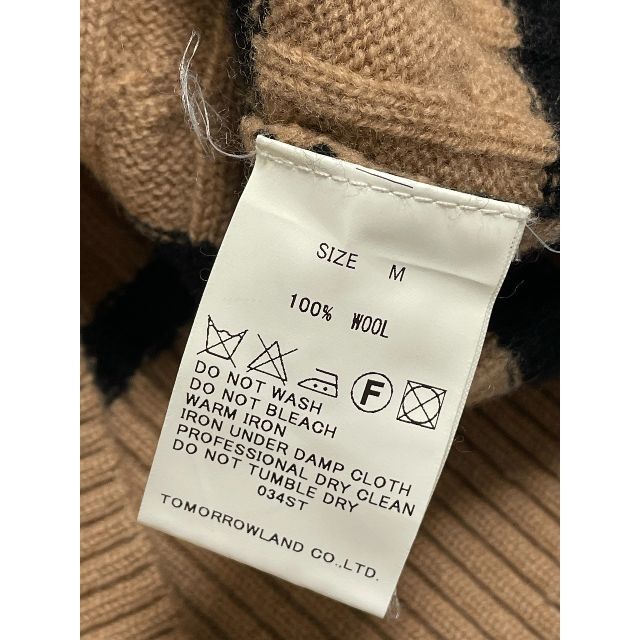 SIZE M
100% WOOL
F
DO NOT WASH
DO NOT BLEACH
WARM IRON
IRON UNDER DAMP CLOTH
PROFESSIONAL DRY CLEAN
DO NOT TUMBLE DRY
034ST
TOMORROWLAND CO.,LTD.